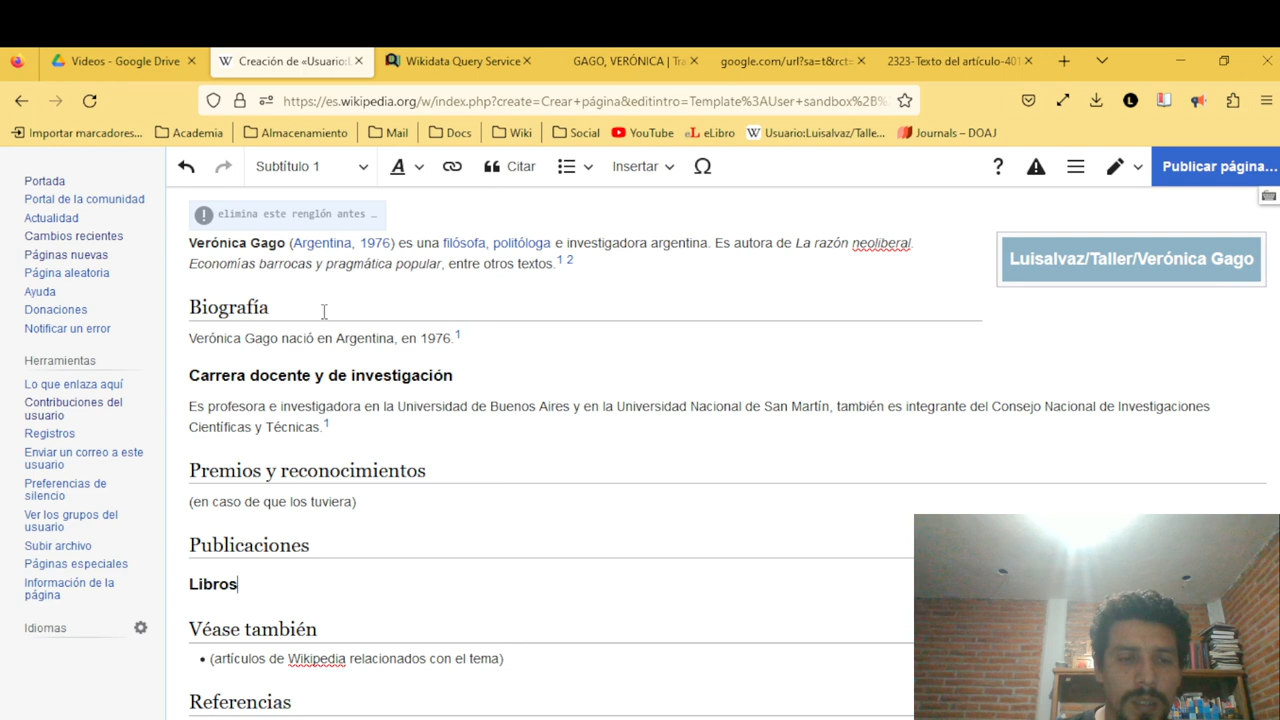 Videos - Google Drive
Creación de «Usuario:L
Wikidata Query Service
GAGO, VERÓNICA | Tra
google.com/url?sa=t&rct=
2323-Texto del artículo-401
https://es.wikipedia.org/w/index.php?create=Crear+página&editintro=Template%3AUser+sandbox%2B%
Importar marcadores...
Academia
Almacenamiento
Mail
Docs
Wiki
Social
YouTube
eLibro
Usuario:Luisalvaz/Talle...
Journals – DOAJ
Subtítulo 1
A
Citar
Insertar
Ω
?
Publicar página...
Portada
Portal de la comunidad
Actualidad
Cambios recientes
Páginas nuevas
Página aleatoria
Ayuda
Donaciones
Notificar un error
Herramientas
Lo que enlaza aquí
Contribuciones del
usuario
Registros
Enviar un correo a este
usuario
Preferencias de
silencio
Ver los grupos del
usuario
Subir archivo
Páginas especiales
Información de la
página
Idiomas
elimina este renglón antes …
Verónica Gago (Argentina, 1976) es una filósofa, politóloga e investigadora argentina. Es autora de La razón neoliberal.
Economías barrocas y pragmática popular, entre otros textos.1 2
Luisalvaz/Taller/Verónica Gago
Biografía
Verónica Gago nació en Argentina, en 1976.1
Carrera docente y de investigación
Es profesora e investigadora en la Universidad de Buenos Aires y en la Universidad Nacional de San Martín, también es integrante del Consejo Nacional de Investigaciones
Científicas y Técnicas.1
Premios y reconocimientos
(en caso de que los tuviera)
Publicaciones
Libros
Véase también
• (artículos de Wikipedia relacionados con el tema)
Referencias